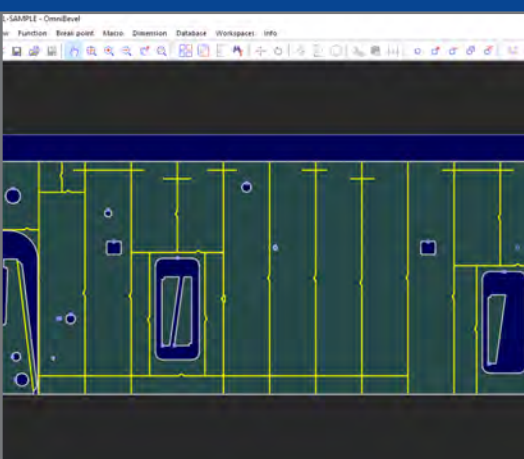 L-SAMPLE - OmniBevel
w Function Break point Macro Dimension Database Workspaces Info